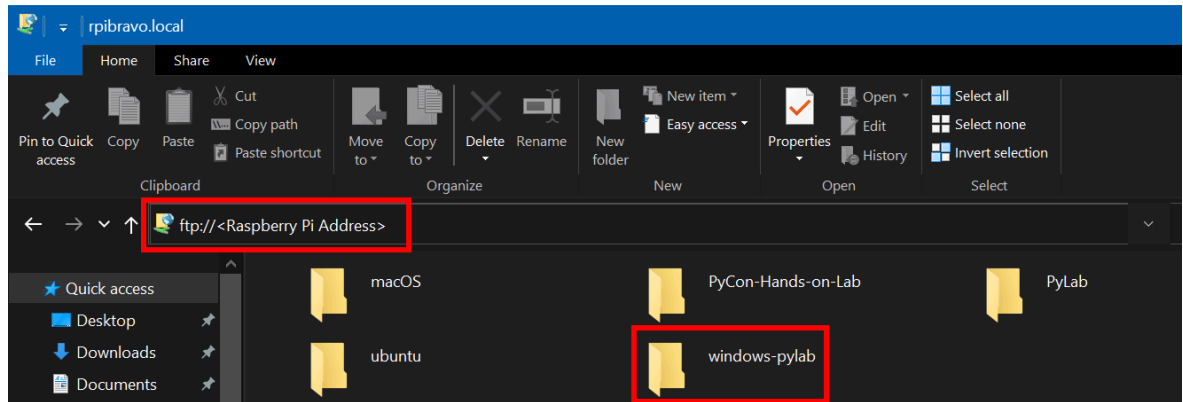 rpibravo.local
File Home Share View
Pin to Quick access
Copy
Paste
Cut
Copy path
Paste shortcut
Clipboard
Move to
Copy to
Delete
Rename
Organize
New folder
New item
Easy access
New
Properties
Open
Edit
History
Open
Select all
Select none
Invert selection
Select
ftp://<Raspberry Pi Address>
Quick access
Desktop
Downloads
Documents
macOS PyCon-Hands-on-Lab PyLab
ubuntu windows-pylab